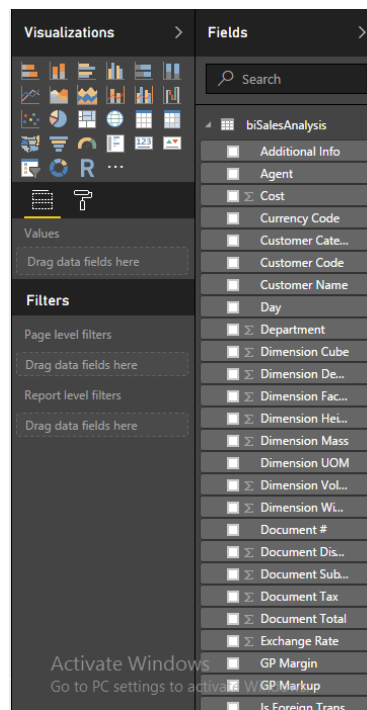 Visualizations
Values
Drag data fields here
Filters
Page level filters
Drag data fields here
Report level filters
Drag data fields here
Fields
Search
biSalesAnalysis
Additional Info
Agent
Σ Cost
Currency Code
Customer Cate...
Customer Code
Customer Name
Day
Σ Department
Σ Dimension Cube
Σ Dimension De...
Σ Dimension Fac...
Σ Dimension Hei...
Σ Dimension Mass
Dimension UOM
Σ Dimension Vol...
Σ Dimension Wi...
Document #
Σ Document Dis...
Σ Document Sub...
Σ Document Tax
Σ Document Total
Σ Exchange Rate
GP Margin
GP Markup
Is Foreign Trans
R
123
Activate Windows
Go to PC settings to activate Windows.